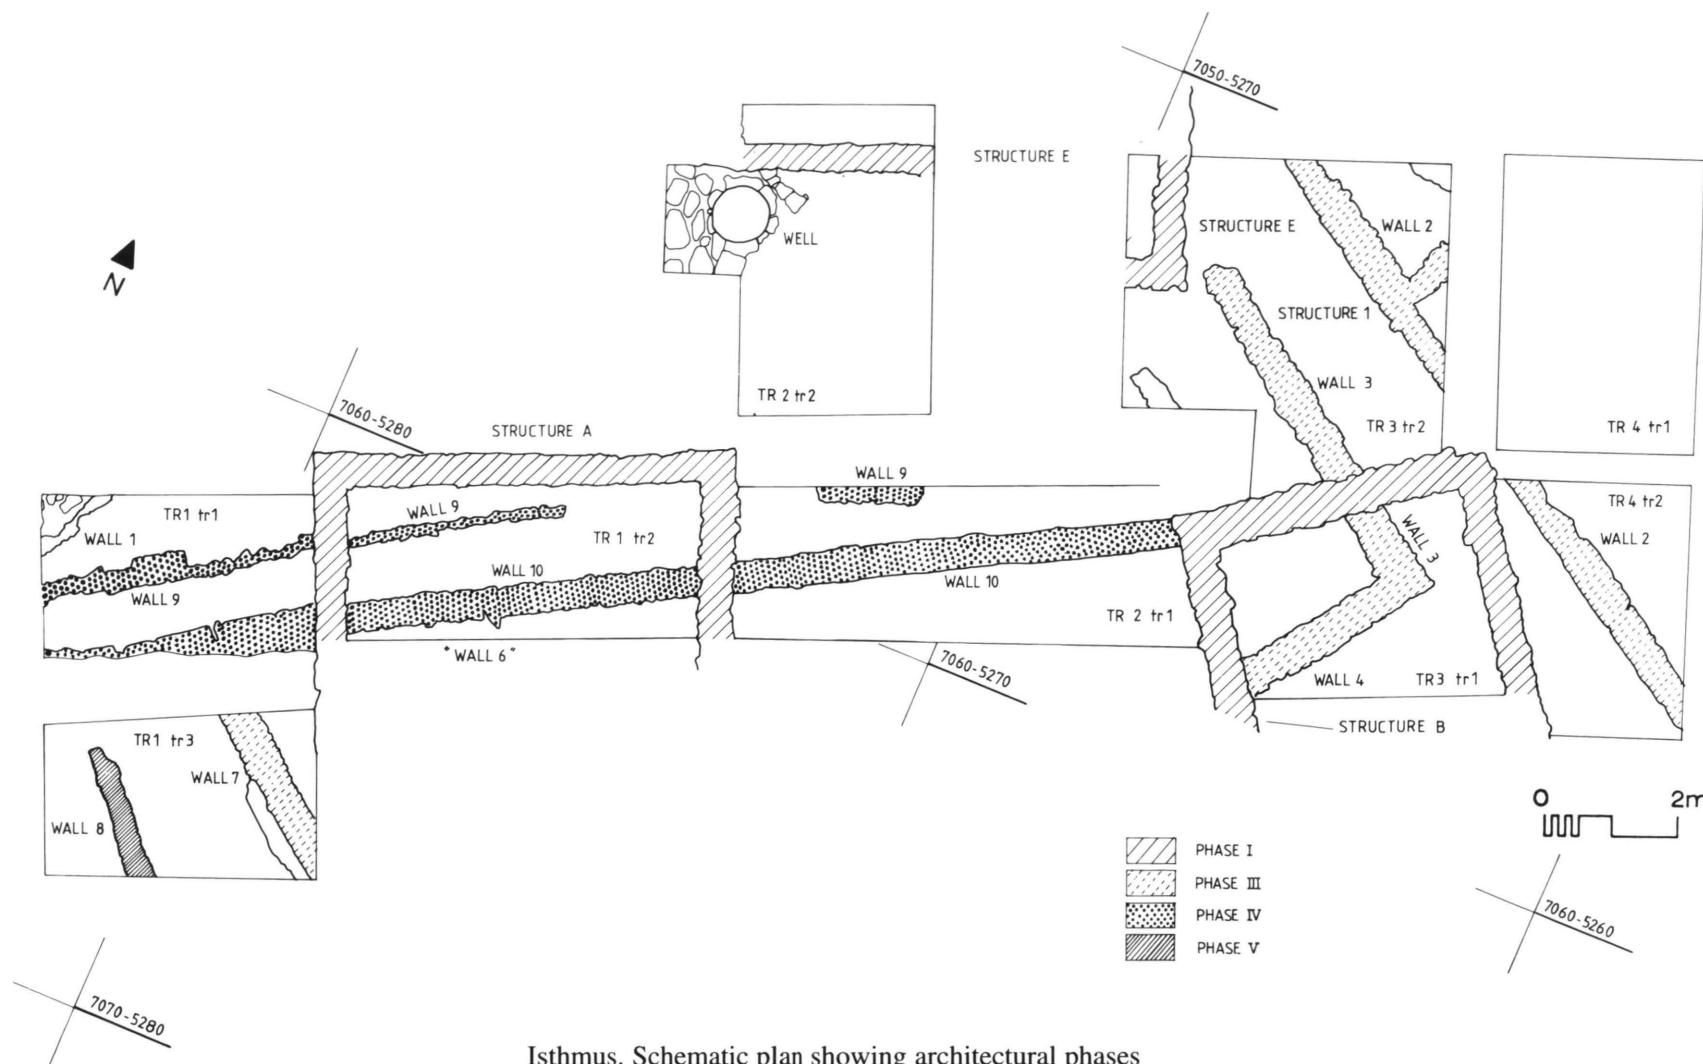 7050-5270
STRUCTURE E
WELL
STRUCTURE E
WALL 2
N
STRUCTURE 1
WALL 3
TR 2 tr2
7060-5280
STRUCTURE A
TR 3 tr2
TR 4 tr1
WALL 9
TR1 tr1
WALL 9
TR 4 tr2
WALL 1
TR 1 tr2
WALL 2
WALL 3
WALL 10
WALL 10
WALL 9
TR 2 tr1
"WALL 6"
7060-5270
WALL 4
TR3 tr1
STRUCTURE B
TR1 tr3
WALL 7
WALL 8
0 2m
PHASE I
PHASE III
PHASE IV
PHASE V
7060-5260
7070-5280
Isthmus. Schematic plan showing architectural phases